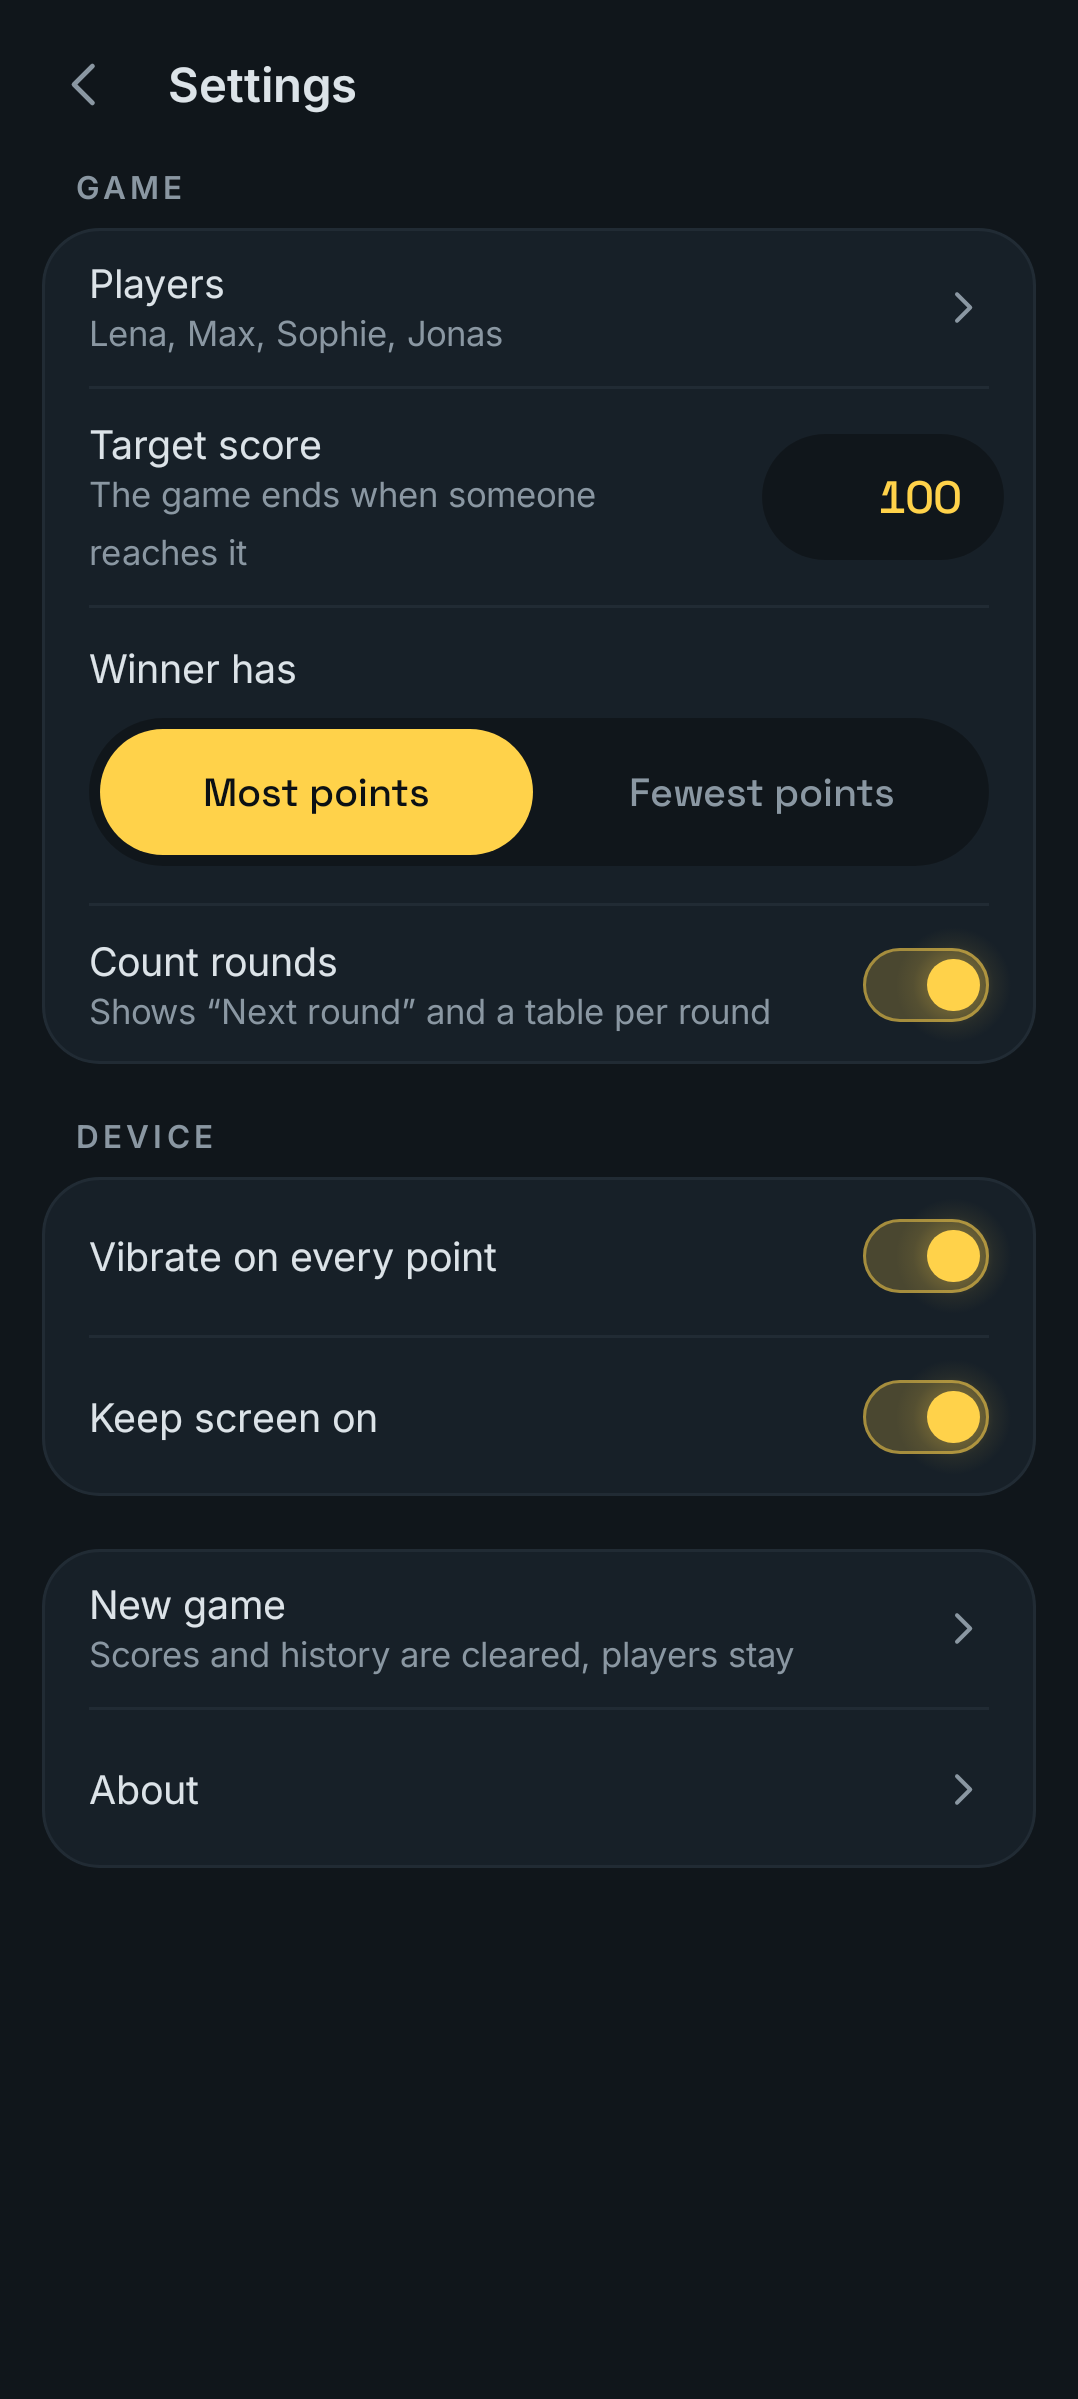 Settings
GAME
Players
Lena, Max, Sophie, Jonas
Target score
The game ends when someone
reaches it
100
Winner has
Most points
Fewest points
Count rounds
Shows “Next round” and a table per round
DEVICE
Vibrate on every point
Keep screen on
New game
Scores and history are cleared, players stay
About